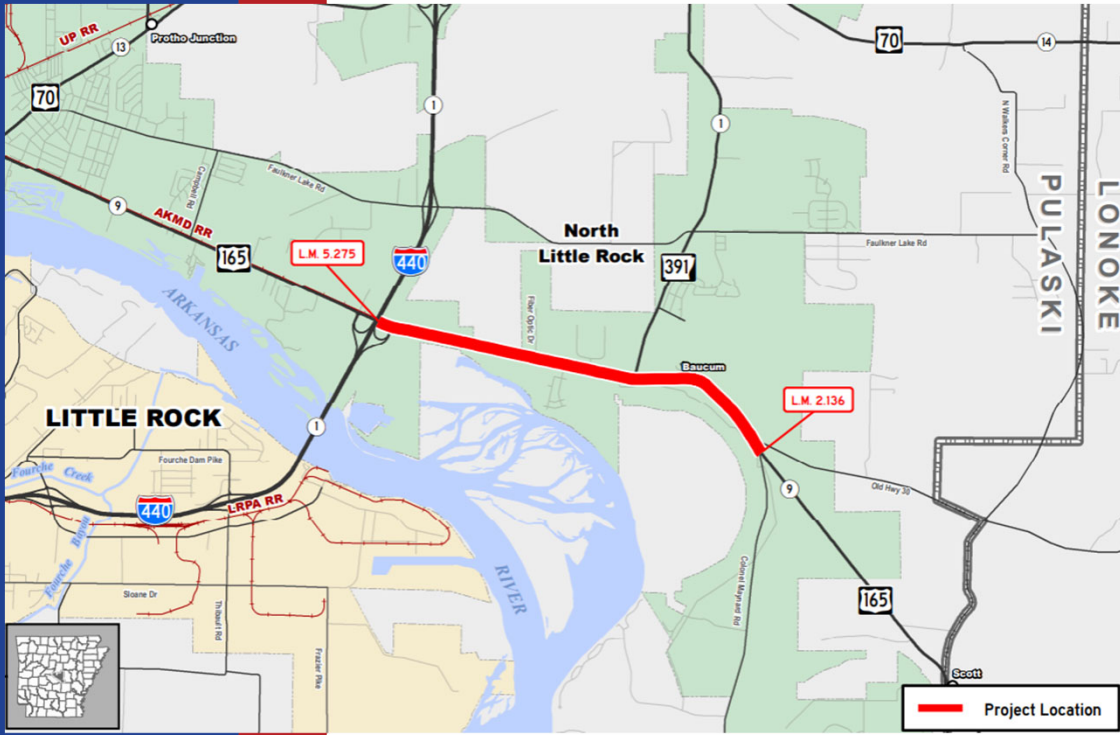 UP RR
13
Protho Junction
70
70
14
1
1
N Walkers Corner Rd
Campbell Rd
Faulkner Lake Rd
9
AKMD RR
165
L.M. 5.275
440
North
Little Rock
391
Faulkner Lake Rd
PULASKI
LONOKE
ARKANSAS
Fiber Optic Dr
Baucum
L.M. 2.136
LITTLE ROCK
1
Fourche Dam Pike
Fourche Creek
440
LRPA RR
Fourche Bayou
9
Old Hwy 30
RIVER
Colonel Maynard Rd
Sloane Dr
Thibault Rd
165
Frazier Pike
Scott
Project Location